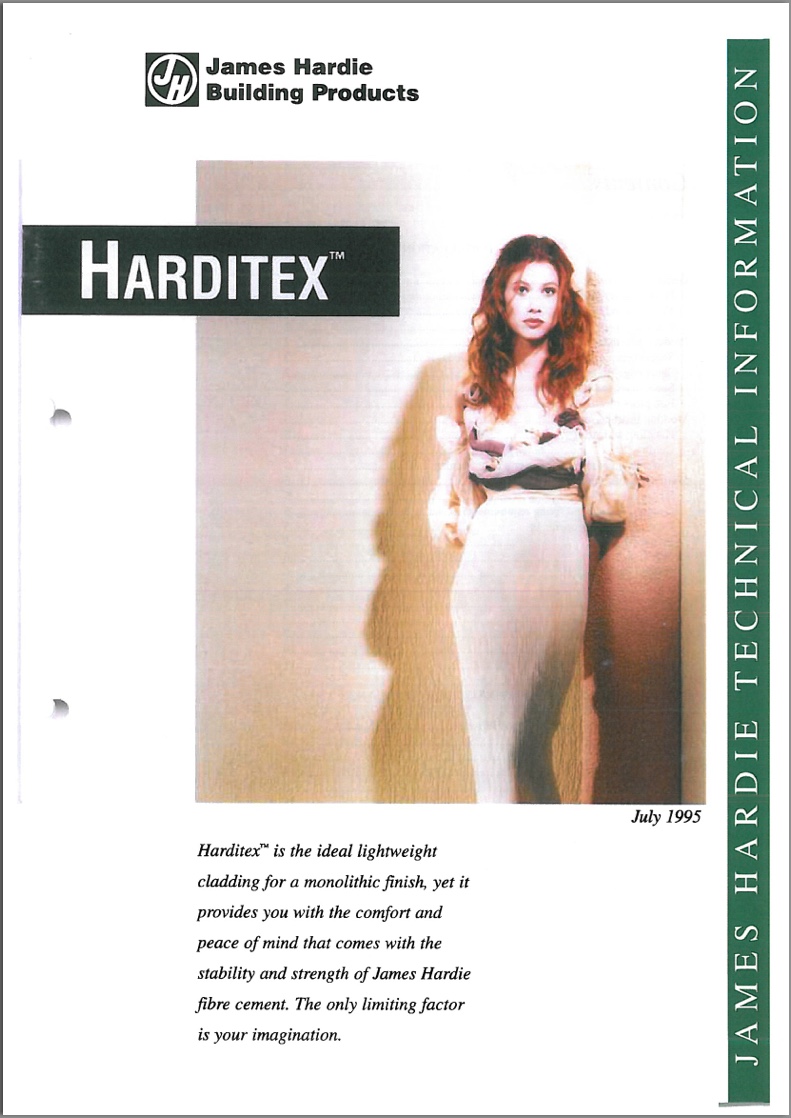 James Hardie
Building Products
HARDITEX™
July 1995
Harditex™ is the ideal lightweight
cladding for a monolithic finish, yet it
provides you with the comfort and
peace of mind that comes with the
stability and strength of James Hardie
fibre cement. The only limiting factor
is your imagination.
JAMES HARDIE TECHNICAL INFORMATION